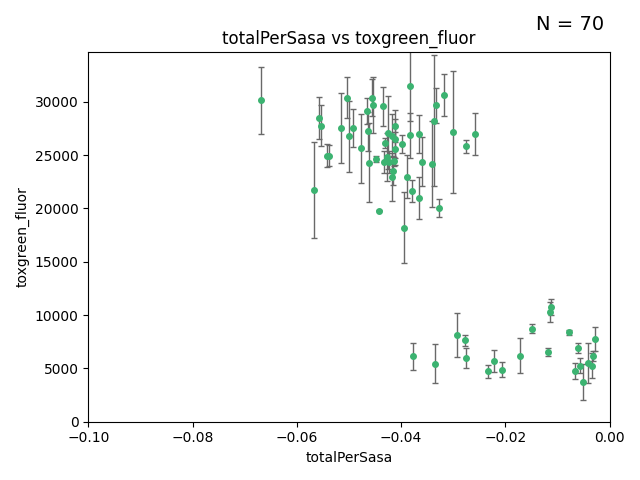 N = 70
totalPerSasa vs toxgreen_fluor
toxgreen_fluor
30000
25000
20000
15000
10000
5000
0
−0.10 −0.08 −0.06 −0.04 −0.02 0.00
totalPerSasa